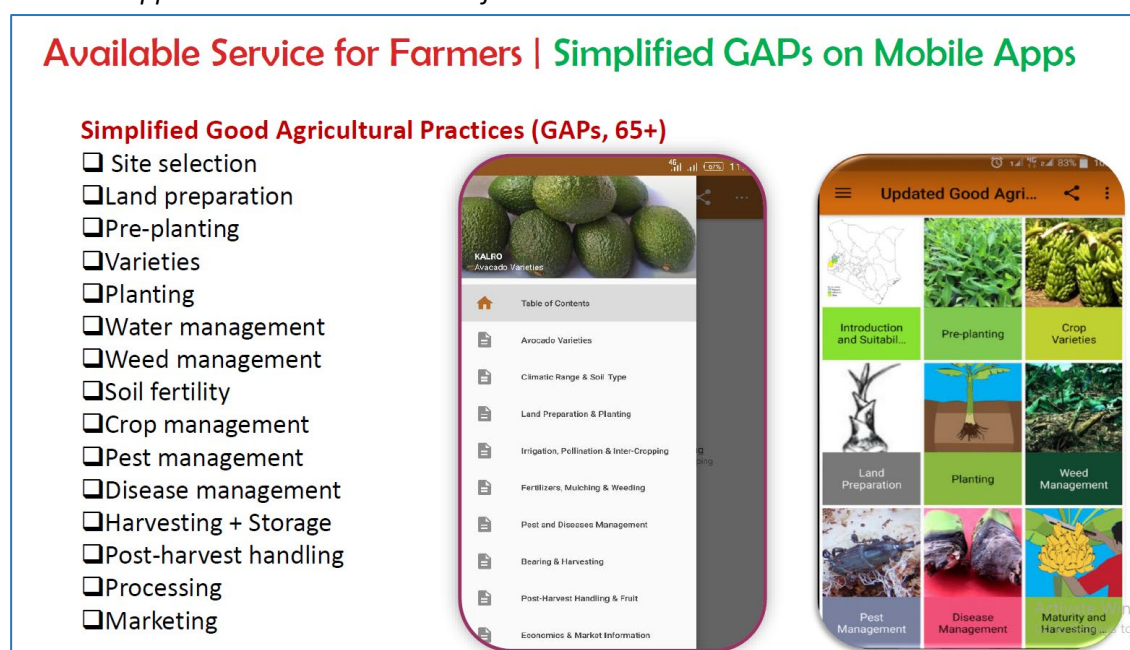 Available Service for Farmers | Simplified GAPs on Mobile Apps
Simplified Good Agricultural Practices (GAPs, 65+)
❑ Site selection
❑Land preparation
❑Pre-planting
❑Varieties
❑Planting
❑Water management
❑Weed management
❑Soil fertility
❑Crop management
❑Pest management
❑Disease management
❑Harvesting + Storage
❑Post-harvest handling
❑Processing
❑Marketing
KALRO
Avacado Varieties
Table of Contents
Avocado Varieties
Climatic Range & Soil Type
Land Preparation & Planting
Irrigation, Pollination & Inter-Cropping
Fertilizers, Mulching & Weeding
Pest and Diseases Management
Bearing & Harvesting
Post-Harvest Handling & Fruit
Economics & Market Information
4G 83%
Updated Good Agri...
Introduction
and Suitabil...
Pre-planting
Crop
Varieties
Land
Preparation
Planting
Weed
Management
Pest
Management
Disease
Management
Maturity and
Harvesting